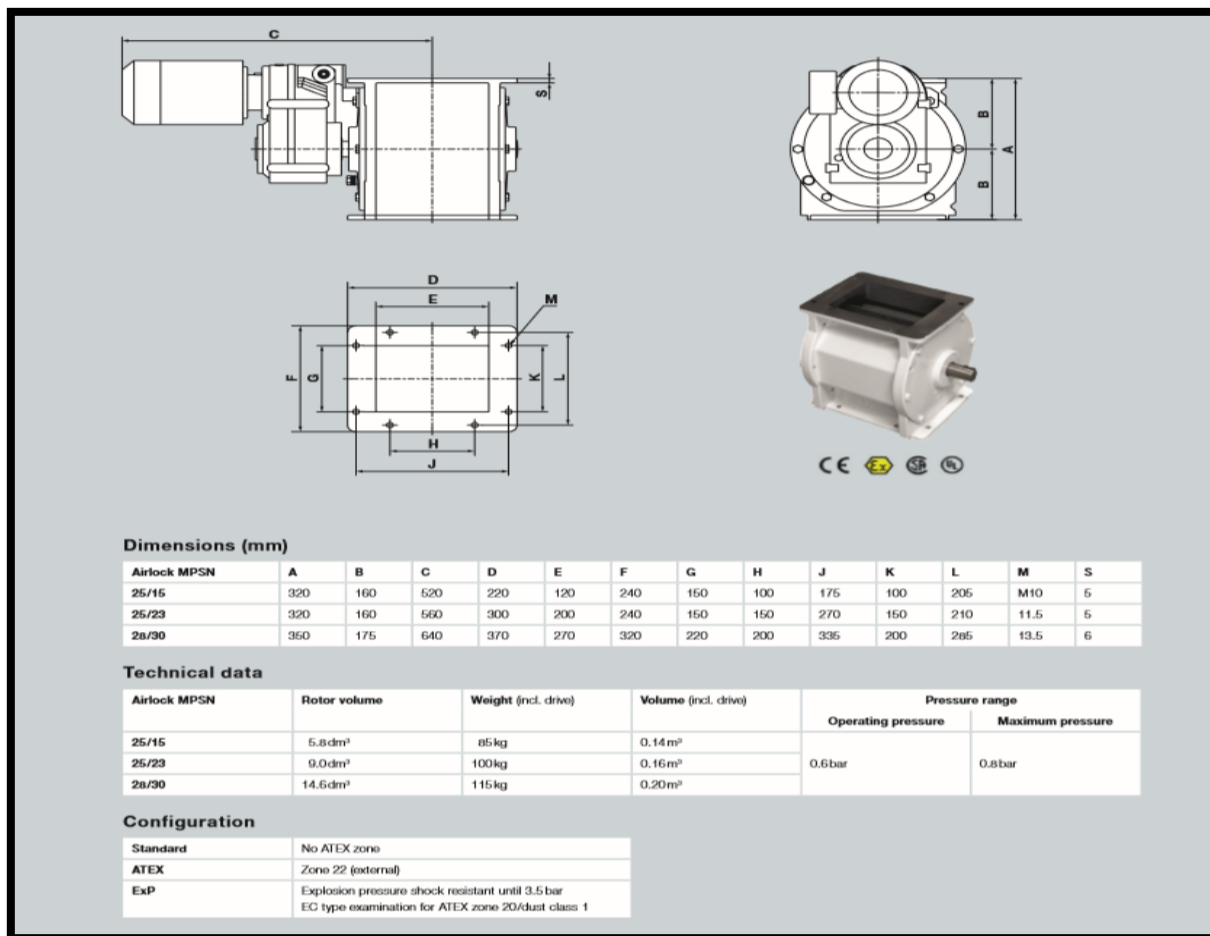 C
S
B
A
B
D
E
M
F
G
K
L
H
J
CE Ex SA UL
Dimensions (mm)
Airlock MPSN A B C D E F G H J K L M S
25/15 320 160 520 220 120 240 150 100 175 100 205 M10 5
25/23 320 160 560 300 200 240 150 150 270 150 210 11.5 5
28/30 350 175 640 370 270 320 220 200 335 200 285 13.5 6
Technical data
Airlock MPSN Rotor volume Weight (incl. drive) Volume (incl. drive) Pressure range
Operating pressure Maximum pressure
25/15 5.8dm³ 85kg 0.14m³
25/23 9.0dm³ 100kg 0.16m³ 0.6bar 0.8bar
28/30 14.6dm³ 115kg 0.20m³
Configuration
Standard No ATEX zone
ATEX Zone 22 (external)
ExP Explosion pressure shock resistant until 3.5bar
EC type examination for ATEX zone 20/dust class 1